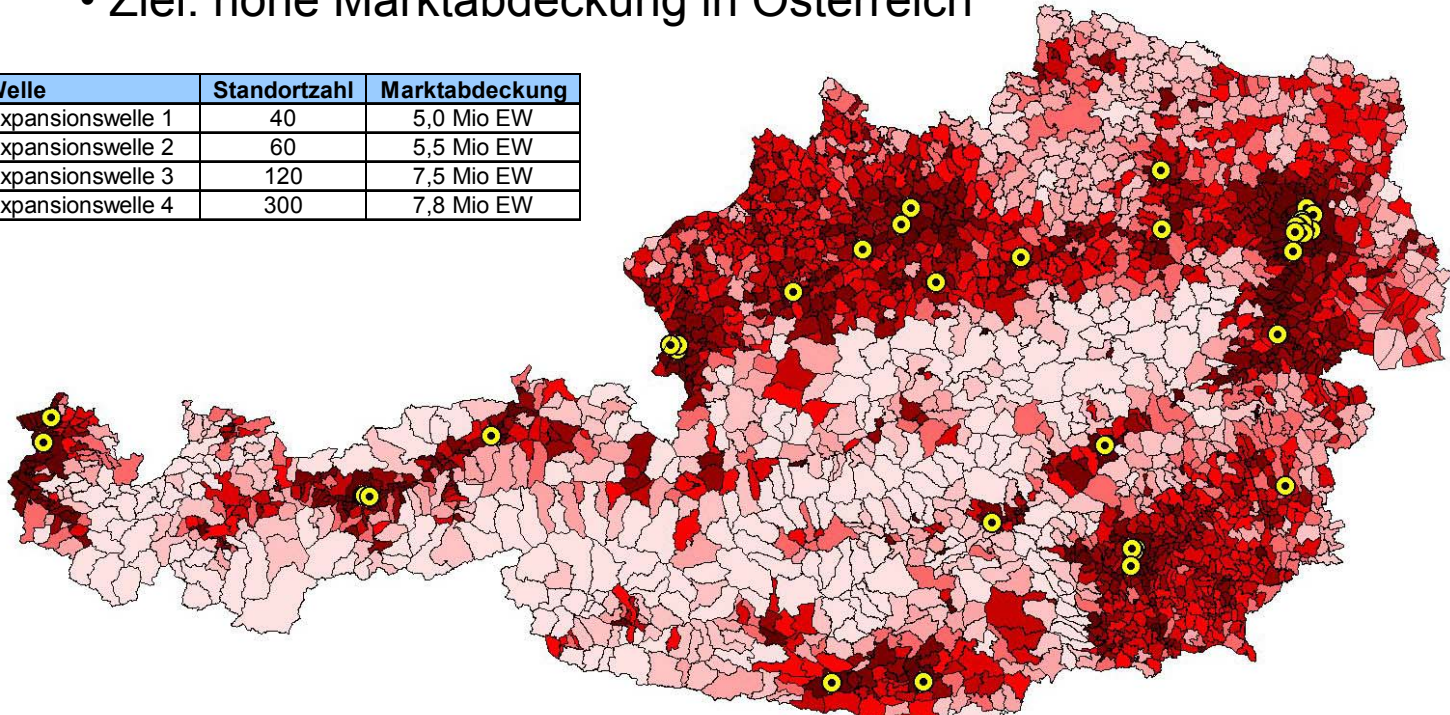 • Ziel: hohe Marktabdeckung in Österreich
Welle Standortzahl Marktabdeckung
xpansionswelle 1 40 5,0 Mio EW
xpansionswelle 2 60 5,5 Mio EW
xpansionswelle 3 120 7,5 Mio EW
xpansionswelle 4 300 7,8 Mio EW